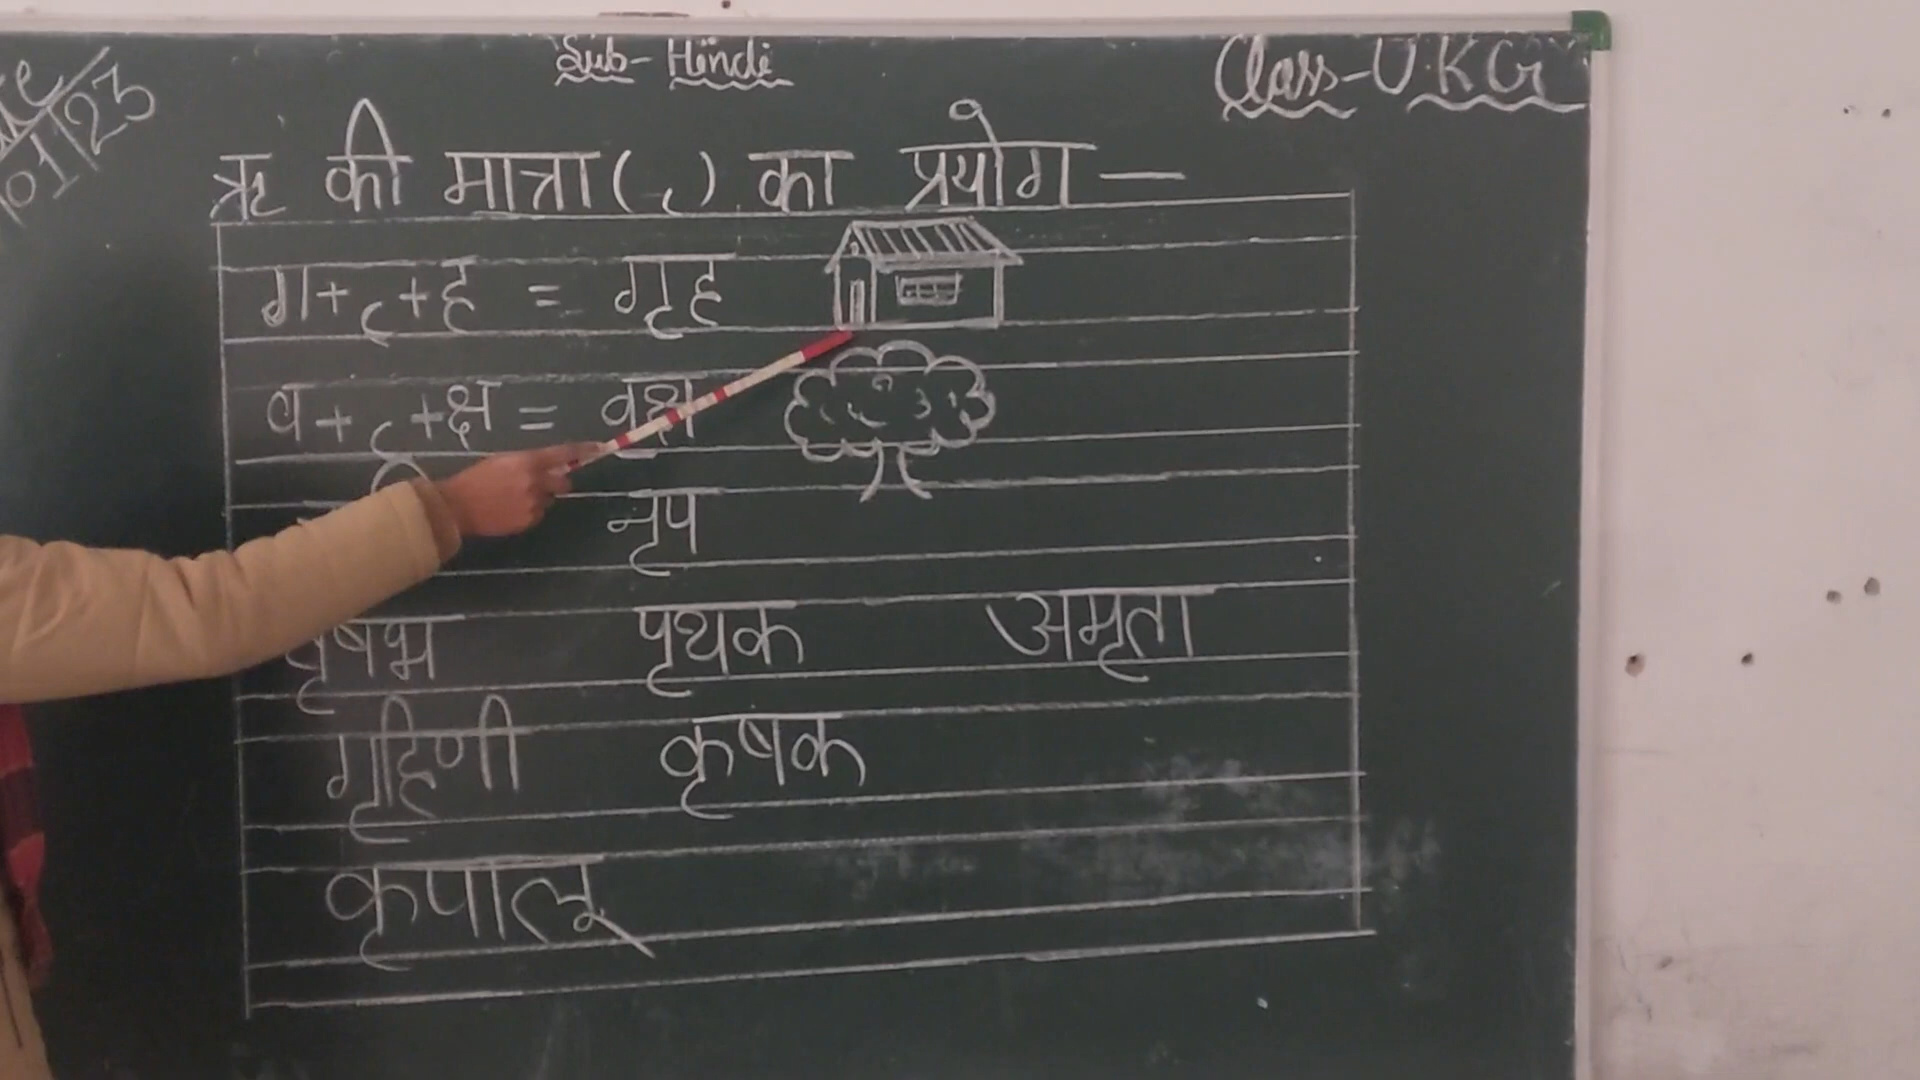 Sub- Hindi
Class-U.K.G
01/23
ऋ की मात्रा ( ृ ) का प्रयोग —
ग + ृ + ह = गृह
व + ृ + क्ष = वृक्ष
नृप
वृषभ पृथक अमृता
गृहिणी कृषक
कृपालू